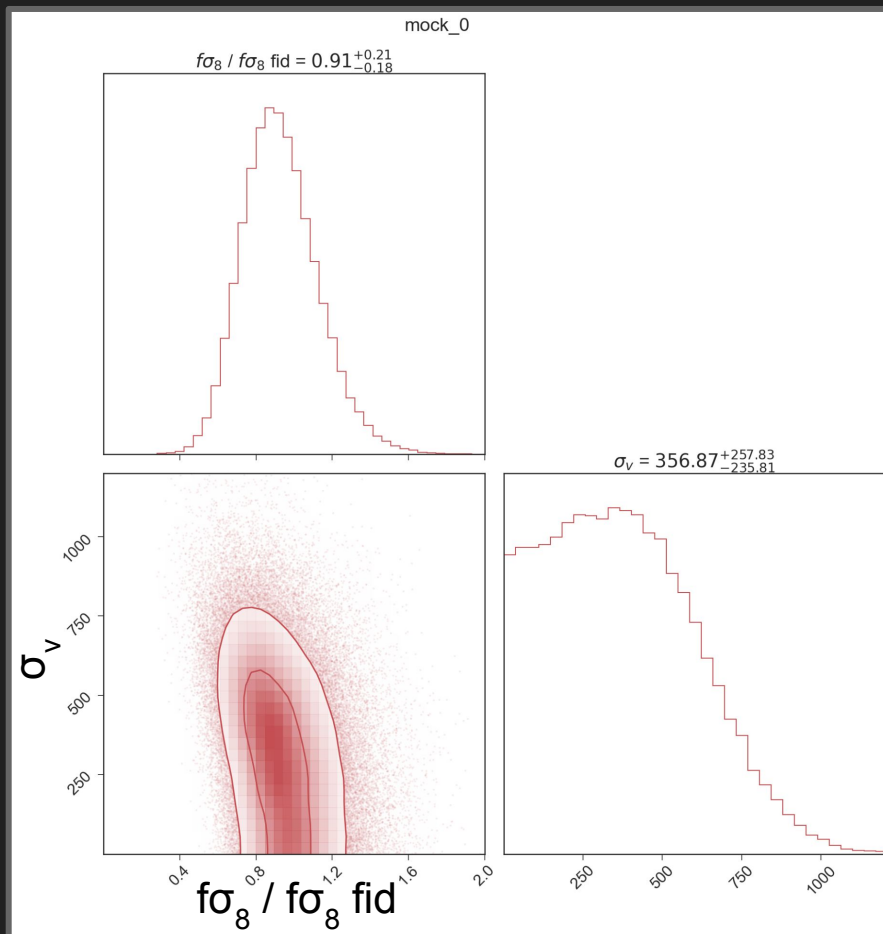 mock_0
fσ₈ / fσ₈ fid = 0.91⁺⁰·²¹₋₀.₁₈
σᵥ = 356.87⁺²⁵⁷·⁸³₋₂₃₅.₈₁
1000
750
500
250
σᵥ
0.4 0.8 1.2 1.6 2.0
250 500 750 1000
fσ₈ / fσ₈ fid